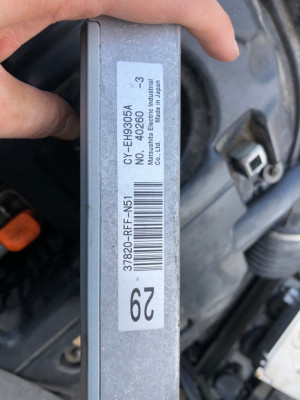 CY-EH9305A
NO. 40260 -3
Matsushita Electric Industrial
Co., Ltd. Made in Japan
37820-RFF-N51
29